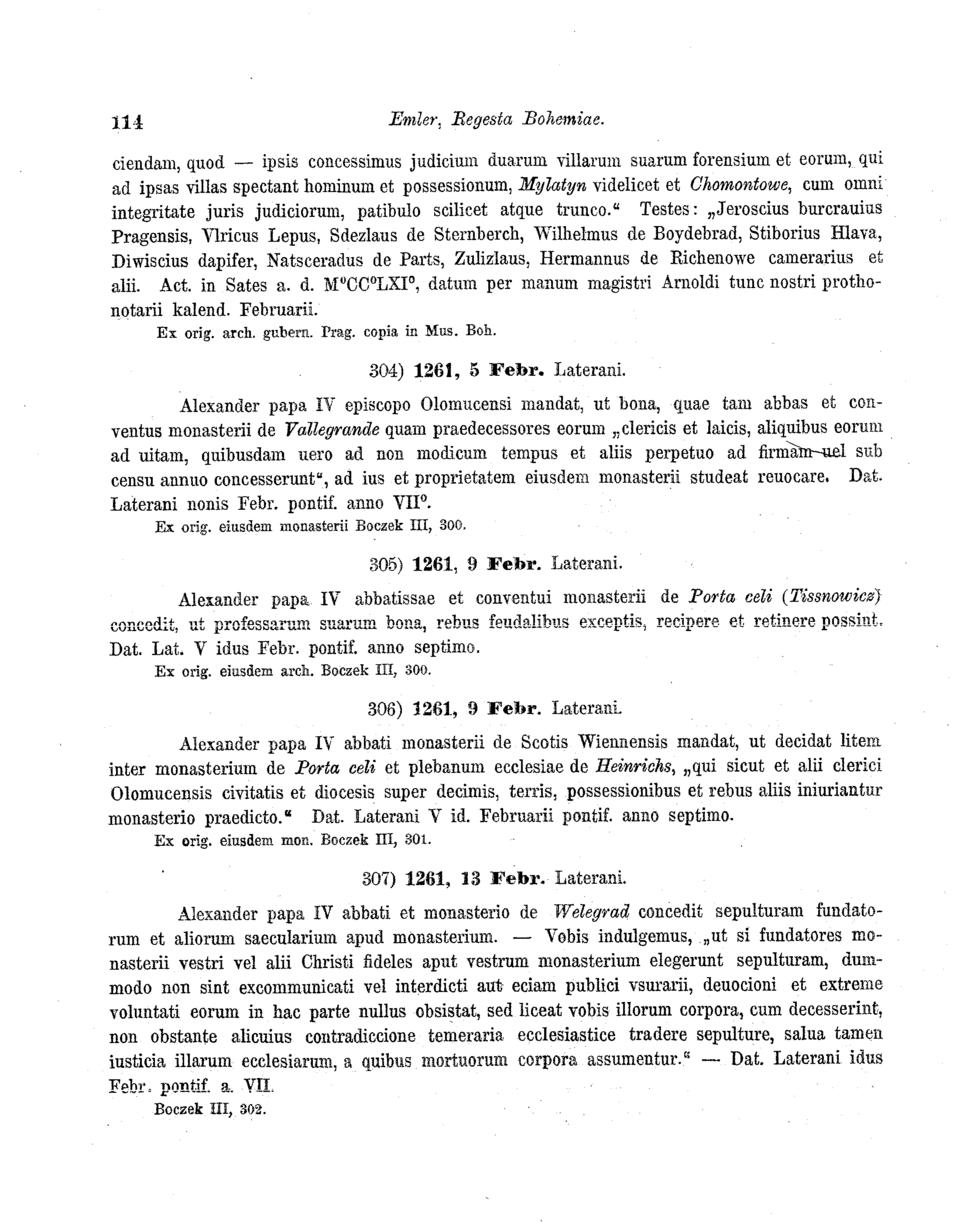 114
Emler, Regesta Bohemiae.
ciendam, quod — ipsis concessimus judicium duarum villarum suarum forensium et eorum, qui
ad ipsas villas spectant hominum et possessionum, Mylatyn videlicet et Chomontowe, cum omni
integritate juris judiciorum, patibulo scilicet atque trunco.“ Testes: „Jeroscius burcrauius
Pragensis, Vlricus Lepus, Sdezlaus de Sternberch, Wilhelmus de Boydebrad, Stiborius Hlava,
Diwiscius dapifer, Natsceradus de Parts, Zulizlaus, Hermannus de Richenowe camerarius et
alii. Act. in Sates a. d. M⁰CC⁰LXI⁰, datum per manum magistri Arnoldi tunc nostri protho-
notarii kalend. Februarii.
Ex orig. arch. gubern. Prag. copia in Mus. Boh.
304) 1261, 5 Febr. Laterani.
Alexander papa IV episcopo Olomucensi mandat, ut bona, quae tam abbas et con-
ventus monasterii de Vallegrande quam praedecessores eorum „clericis et laicis, aliquibus eorum
ad uitam, quibusdam uero ad non modicum tempus et aliis perpetuo ad firmam uel sub
censu annuo concesserunt“, ad ius et proprietatem eiusdem monasterii studeat reuocare. Dat.
Laterani nonis Febr. pontif. anno VII⁰.
Ex orig. eiusdem monasterii Boczek III, 300.
305) 1261, 9 Febr. Laterani.
Alexander papa IV abbatissae et conventui monasterii de Porta celi (Tissnowicz)
concedit, ut professarum suarum bona, rebus feudalibus exceptis, recipere et retinere possint.
Dat. Lat. V idus Febr. pontif. anno septimo.
Ex orig. eiusdem arch. Boczek III, 300.
306) 1261, 9 Febr. Laterani.
Alexander papa IV abbati monasterii de Scotis Wiennensis mandat, ut decidat litem
inter monasterium de Porta celi et plebanum ecclesiae de Heinrichs, „qui sicut et alii clerici
Olomucensis civitatis et diocesis super decimis, terris, possessionibus et rebus aliis iniuriantur
monasterio praedicto.“ Dat. Laterani V id. Februarii pontif. anno septimo.
Ex orig. eiusdem mon. Boczek III, 301.
307) 1261, 13 Febr. Laterani.
Alexander papa IV abbati et monasterio de Welegrad concedit sepulturam fundato-
rum et aliorum saecularium apud monasterium. — Vobis indulgemus, „ut si fundatores mo-
nasterii vestri vel alii Christi fideles aput vestrum monasterium elegerunt sepulturam, dum-
modo non sint excommunicati vel interdicti aut eciam publici vsurarii, deuocioni et extreme
voluntati eorum in hac parte nullus obsistat, sed liceat vobis illorum corpora, cum decesserint,
non obstante alicuius contradiccione temeraria ecclesiastice tradere sepulture, salua tamen
iusticia illarum ecclesiarum, a quibus mortuorum corpora assumentur.“ — Dat. Laterani idus
Febr. pontif. a. VII.
Boczek III, 302.